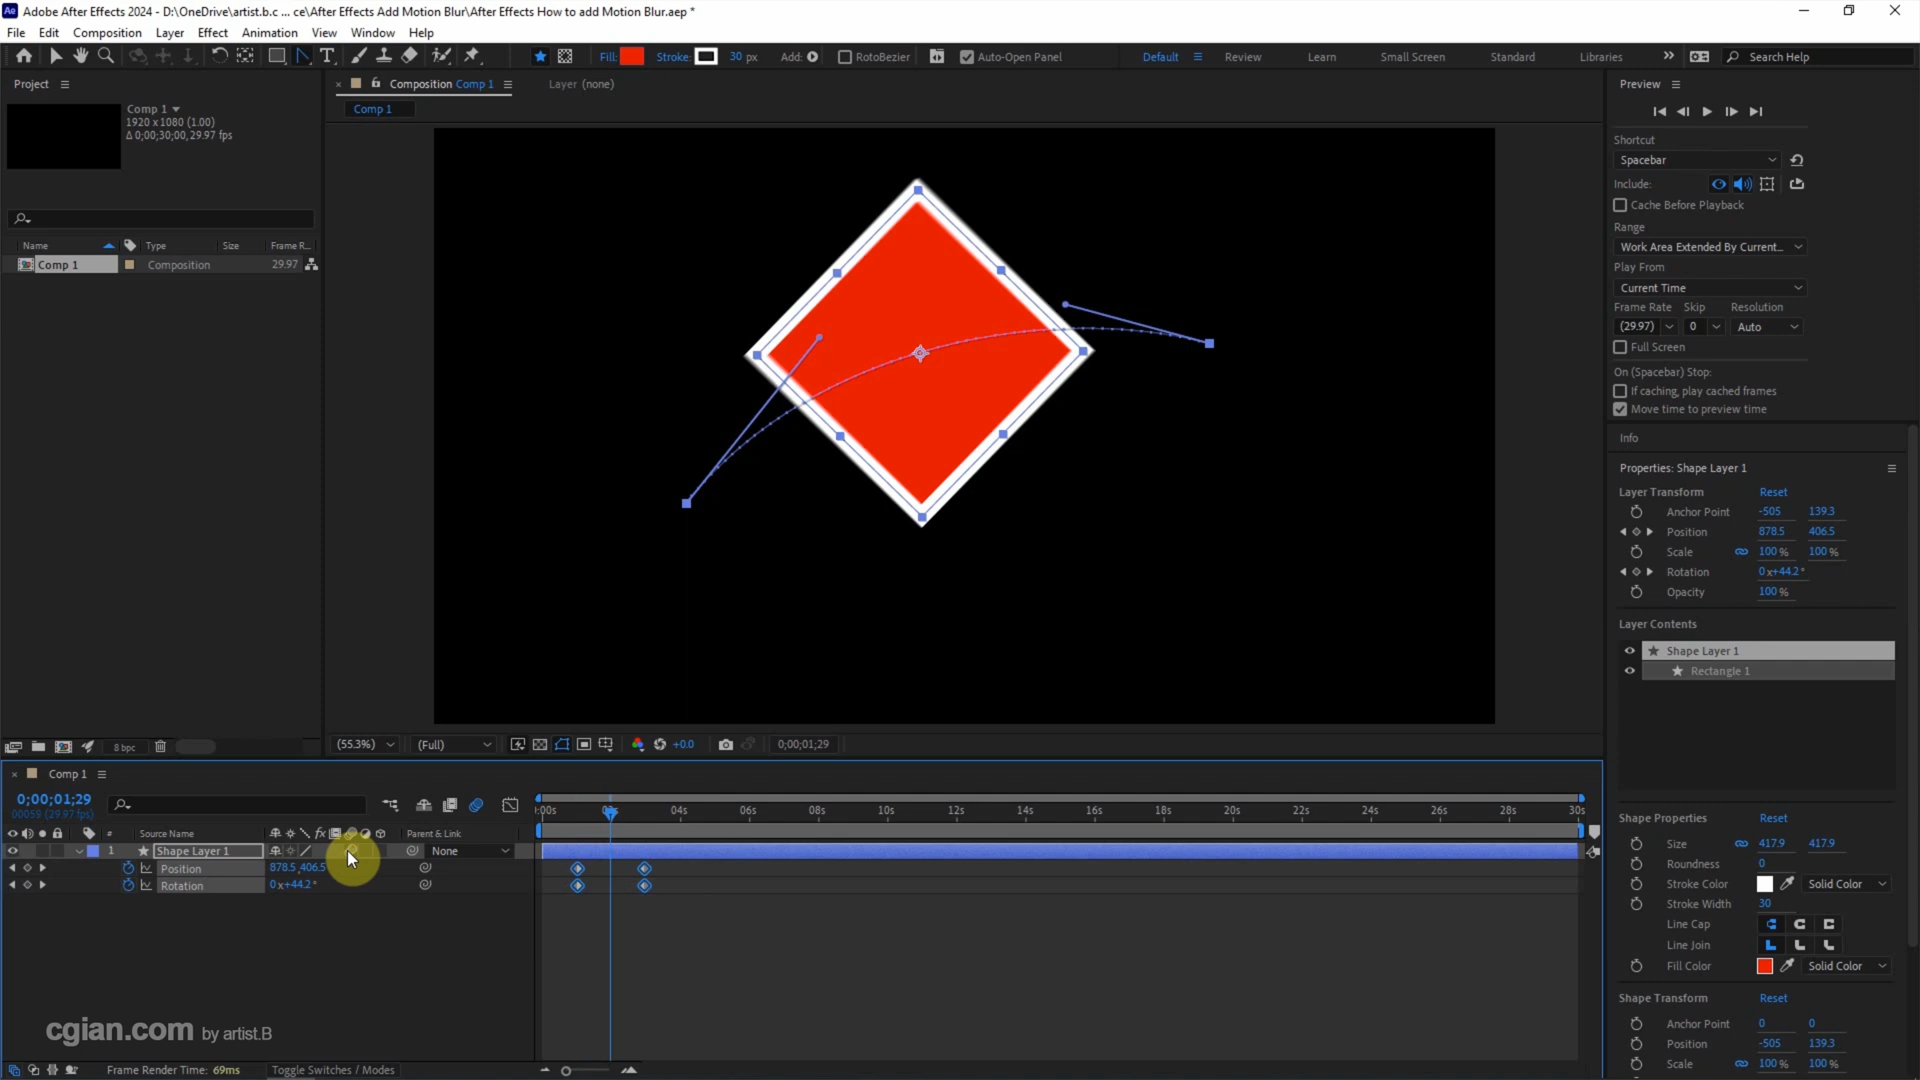 Adobe After Effects 2024 - D:\OneDrive\artist.b.c ... ce\After Effects Add Motion Blur\After Effects How to add Motion Blur.aep *
File Edit Composition Layer Effect Animation View Window Help
Fill: Stroke: 30 px Add: RotoBezier Auto-Open Panel Default Review Learn Small Screen Standard Libraries Search Help
Project
Composition Comp 1 Layer (none)
Comp 1
Comp 1
1920 x 1080 (1.00)
Δ 0;00;30;00, 29.97 fps
Name Type Size Frame R...
Comp 1 Composition 29.97
8 bpc
(55.3%) (Full) +0.0 0;00;01;29
Preview
Shortcut
Spacebar
Include:
Cache Before Playback
Range
Work Area Extended By Current...
Play From
Current Time
Frame Rate Skip Resolution
(29.97) 0 Auto
Full Screen
On (Spacebar) Stop:
If caching, play cached frames
Move time to preview time
Info
Properties: Shape Layer 1
Layer Transform Reset
Anchor Point -505 139.3
Position 878.5 406.5
Scale 100 % 100 %
Rotation 0 x+44.2°
Opacity 100 %
Layer Contents
Shape Layer 1
Rectangle 1
Shape Properties Reset
Size 417.9 417.9
Roundness 0
Stroke Color Solid Color
Stroke Width 30
Line Cap
Line Join
Fill Color Solid Color
Shape Transform Reset
Anchor Point 0 0
Position -505 139.3
Scale 100 % 100 %
Comp 1
0;00;01;29
00059 (29.97 fps)
:00s 02s 04s 06s 08s 10s 12s 14s 16s 18s 20s 22s 24s 26s 28s 30s
# Source Name fx Parent & Link
1 Shape Layer 1 None
Position 878.5,406.5
Rotation 0 x+44.2°
cgian.com by artist.B
Frame Render Time: 69ms Toggle Switches / Modes